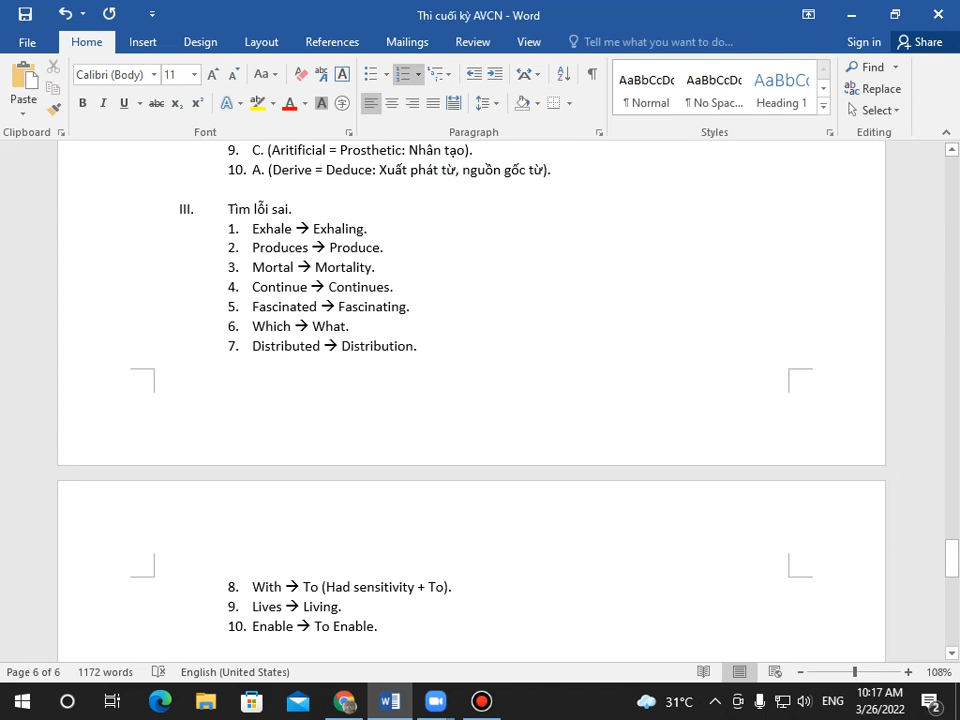 Thi cuối kỳ AVCN - Word
File Home Insert Design Layout References Mailings Review View Tell me what you want to do... Sign in Share
Paste
Calibri (Body) 11
Aa
B I U abc X₂ X²
AaBbCcDc AaBbCcDc AaBbCc
¶ Normal ¶ No Spac... Heading 1
Find
Replace
Select
Clipboard Font Paragraph Styles Editing
9. C. (Aritificial = Prosthetic: Nhân tạo).
10. A. (Derive = Deduce: Xuất phát từ, nguồn gốc từ).
III. Tìm lỗi sai.
1. Exhale → Exhaling.
2. Produces → Produce.
3. Mortal → Mortality.
4. Continue → Continues.
5. Fascinated → Fascinating.
6. Which → What.
7. Distributed → Distribution.
8. With → To (Had sensitivity + To).
9. Lives → Living.
10. Enable → To Enable.
Page 6 of 6 1172 words English (United States) 108%
31°C ENG 10:17 AM
3/26/2022
2